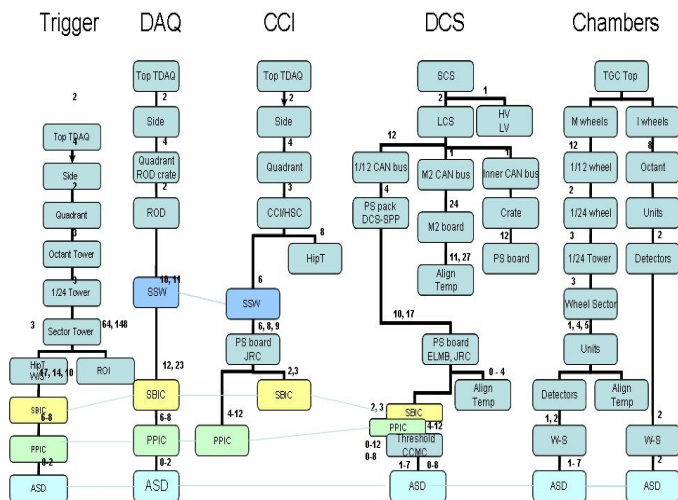 Trigger
DAQ
CCI
DCS
Chambers
2
Top TDAQ
4
Side
2
Quadrant
3
Octant Tower
3
1/24 Tower
3
Sector Tower
64, 148
HipT
W/S
17, 14, 10
ROI
SBIC
6-8
PPIC
0-2
ASD
Top TDAQ
2
Side
4
Quadrant
ROD crate
2
ROD
10, 11
SSW
12, 23
SBIC
6-8
PPIC
0-2
ASD
Top TDAQ
2
Side
4
Quadrant
3
CCI/HSC
8
HipT
6
SSW
6, 8, 9
PS board
JRC
2,3
SBIC
4-12
PPIC
SCS
2
1
LCS
HV
LV
12
1/12 CAN bus
4
PS pack
DCS-SPP
1
M2 CAN bus
24
M2 board
11, 27
Align
Temp
Inner CAN bus
Crate
12
PS board
10, 17
PS board
ELMB, JRC
0 - 4
Align
Temp
2, 3
SBIC
PPIC
4-12
0-12
Threshold
0-8
CCMC
1-7
0-8
ASD
TGC Top
M wheels
I wheels
12
8
1/12 wheel
Octant
2
1/24 wheel
Units
3
2
1/24 Tower
Detectors
3
Wheel Sector
1, 4, 5
Units
Detectors
Align
Temp
1, 2
2
W-S
W-S
1- 7
2
ASD
ASD